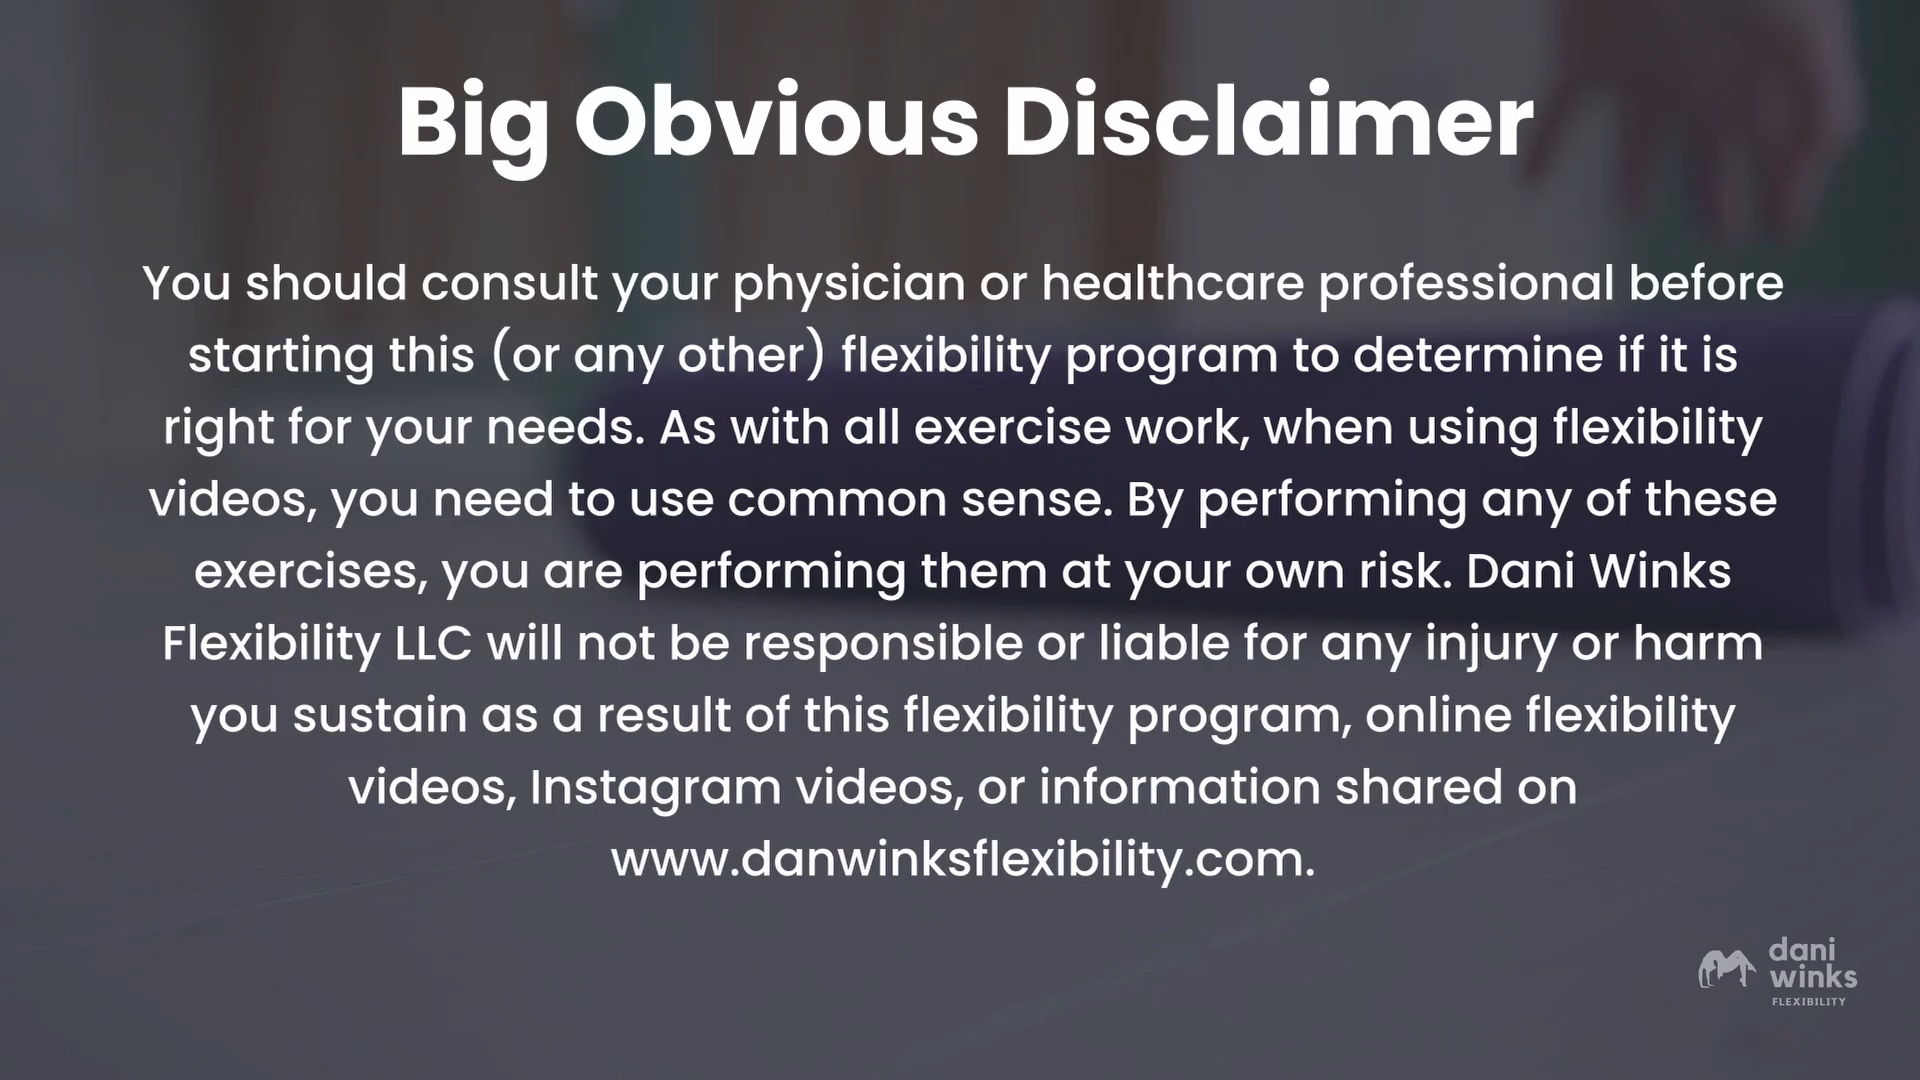 Big Obvious Disclaimer
You should consult your physician or healthcare professional before
starting this (or any other) flexibility program to determine if it is
right for your needs. As with all exercise work, when using flexibility
videos, you need to use common sense. By performing any of these
exercises, you are performing them at your own risk. Dani Winks
Flexibility LLC will not be responsible or liable for any injury or harm
you sustain as a result of this flexibility program, online flexibility
videos, Instagram videos, or information shared on
www.danwinksflexibility.com.
dani
winks
FLEXIBILITY